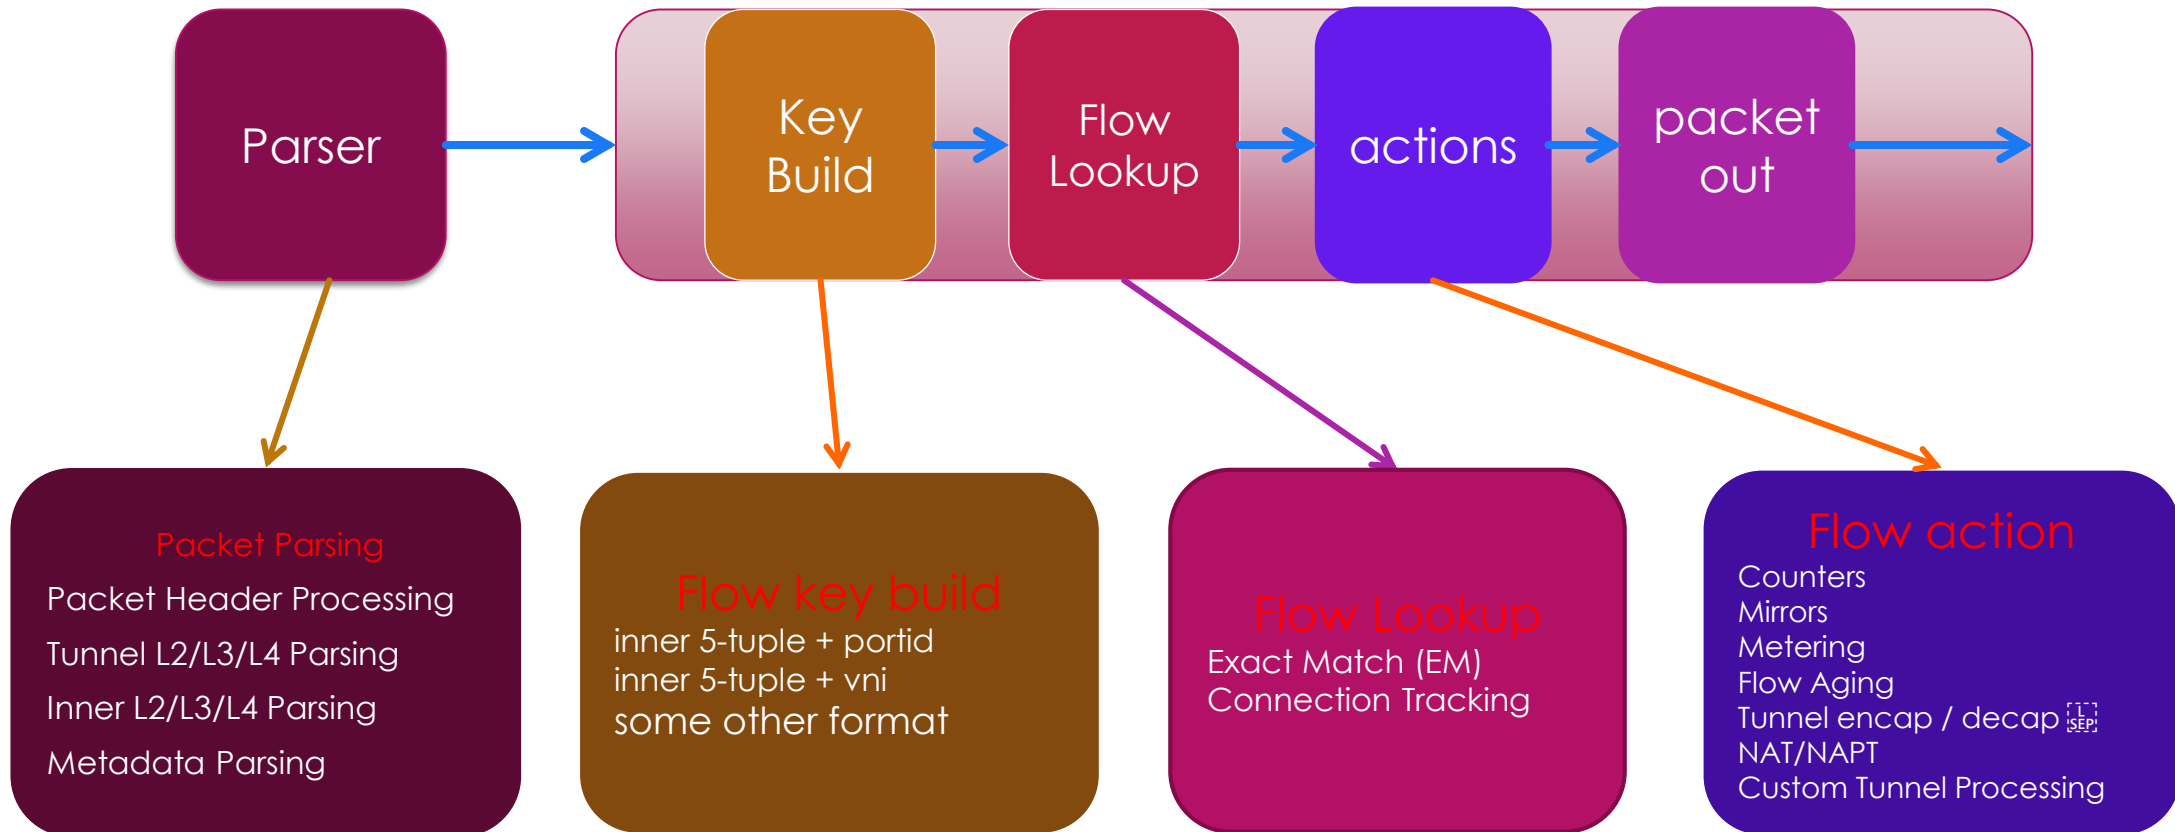 Parser
Key
Build
Flow
Lookup
actions
packet
out
Packet Parsing
Packet Header Processing
Tunnel L2/L3/L4 Parsing
Inner L2/L3/L4 Parsing
Metadata Parsing
Flow key build
inner 5-tuple + portid
inner 5-tuple + vni
some other format
Flow Lookup
Exact Match (EM)
Connection Tracking
Flow action
Counters
Mirrors
Metering
Flow Aging
Tunnel encap / decap L SEP
NAT/NAPT
Custom Tunnel Processing